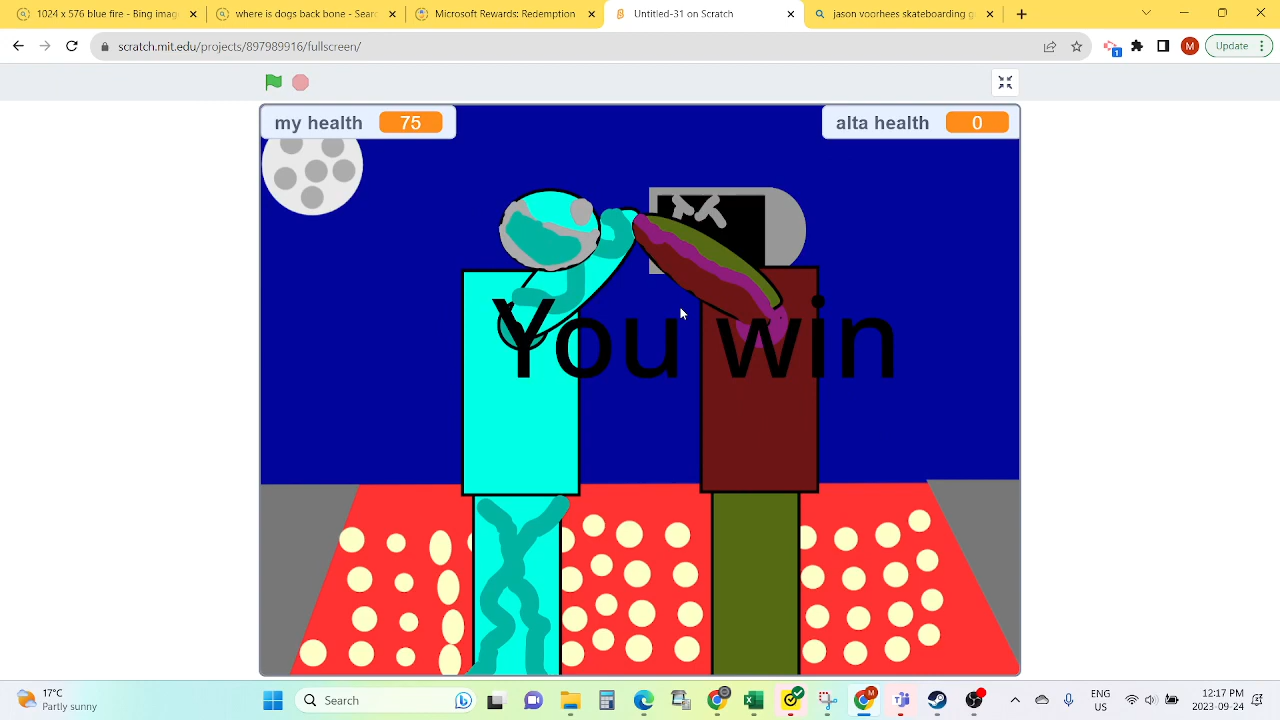 1024 x 576 blue fire - Bing imag
where is dogs back bone - Searc
Microsoft Rewards: Redemption
Untitled-31 on Scratch
jason voorhees skateboarding g
scratch.mit.edu/projects/897989916/fullscreen/
1
M
Update
my health 75
alta health 0
You win
17°C
Partly sunny
Search
M
ENG
US
12:17 PM
2023-09-24